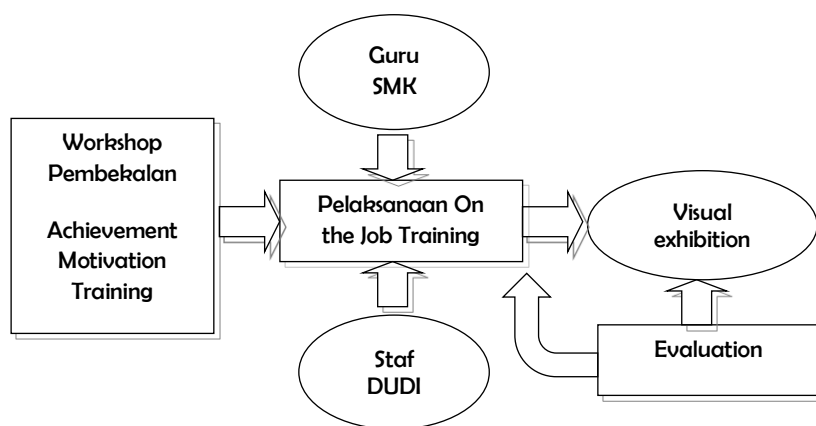 Guru
SMK
Workshop
Pembekalan
Achievement
Motivation
Training
Pelaksanaan On
the Job Training
Visual
exhibition
Staf
DUDI
Evaluation